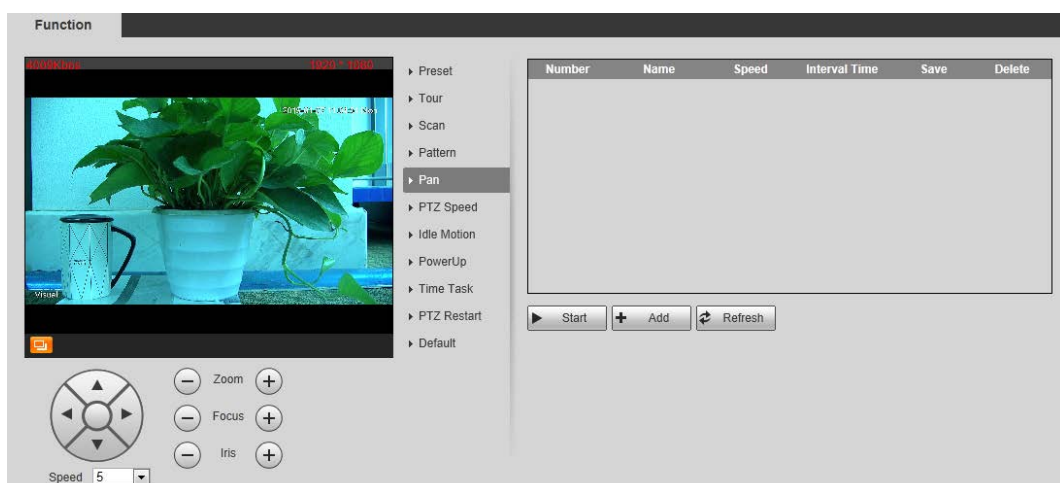 Function
4009Kbps 1920 * 1080
Visual
Preset
Tour
Scan
Pattern
Pan
PTZ Speed
Idle Motion
PowerUp
Time Task
PTZ Restart
Default
Number Name Speed Interval Time Save Delete
Start Add Refresh
Zoom
Focus
Iris
Speed 5